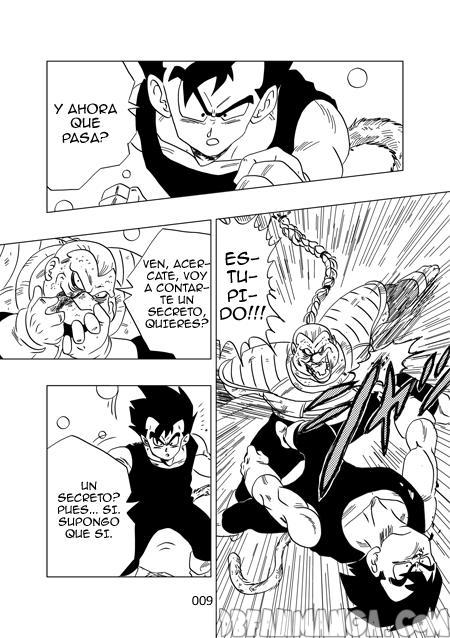 Y AHORA
QUE
PASA?
VEN, ACER-
CATE, VOY
A CONTAR-
TE UN
SECRETO,
QUIERES?
UN
SECRETO?
PUES... SI.
SUPONGO
QUE SI.
ES-
TU-
PI-
DO!!!
009
DBFANMANGA.COM